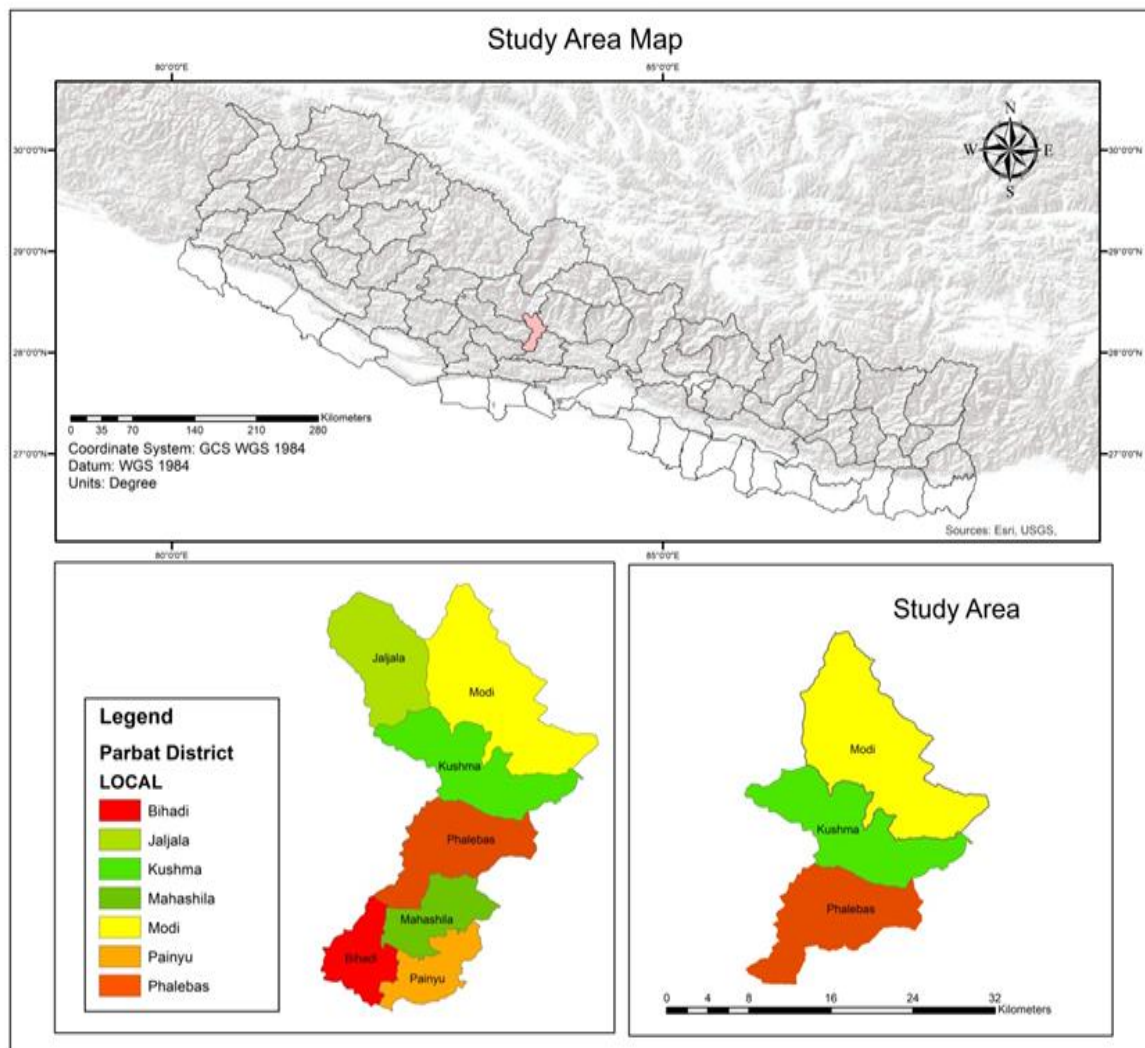 Study Area Map
80°0'0"E
85°0'0"E
N
W E
S
30°0'0"N
30°0'0"N
29°0'0"N
29°0'0"N
28°0'0"N
28°0'0"N
27°0'0"N
27°0'0"N
Kilometers
0 35 70 140 210 280
Coordinate System: GCS WGS 1984
Datum: WGS 1984
Units: Degree
Sources: Esri, USGS,
80°0'0"E
85°0'0"E
Jaljala
Modi
Kushma
Phalebas
Mahashila
Bihadi
Painyu
Legend
Parbat District
LOCAL
Bihadi
Jaljala
Kushma
Mahashila
Modi
Painyu
Phalebas
Study Area
Modi
Kushma
Phalebas
0 4 8 16 24 32
Kilometers